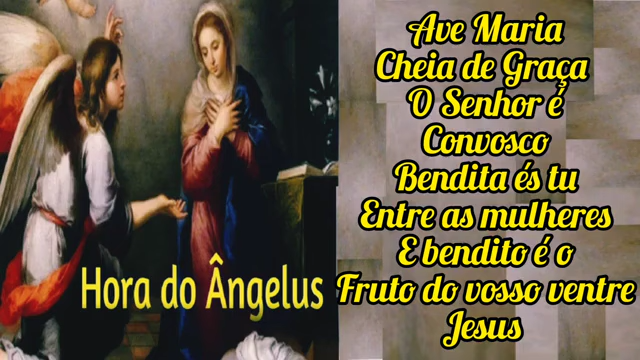 Hora do Ângelus
Ave Maria
Cheia de Graça
O Senhor é
Convosco
Bendita és tu
Entre as mulheres
E bendito é o
Fruto do vosso ventre
Jesus